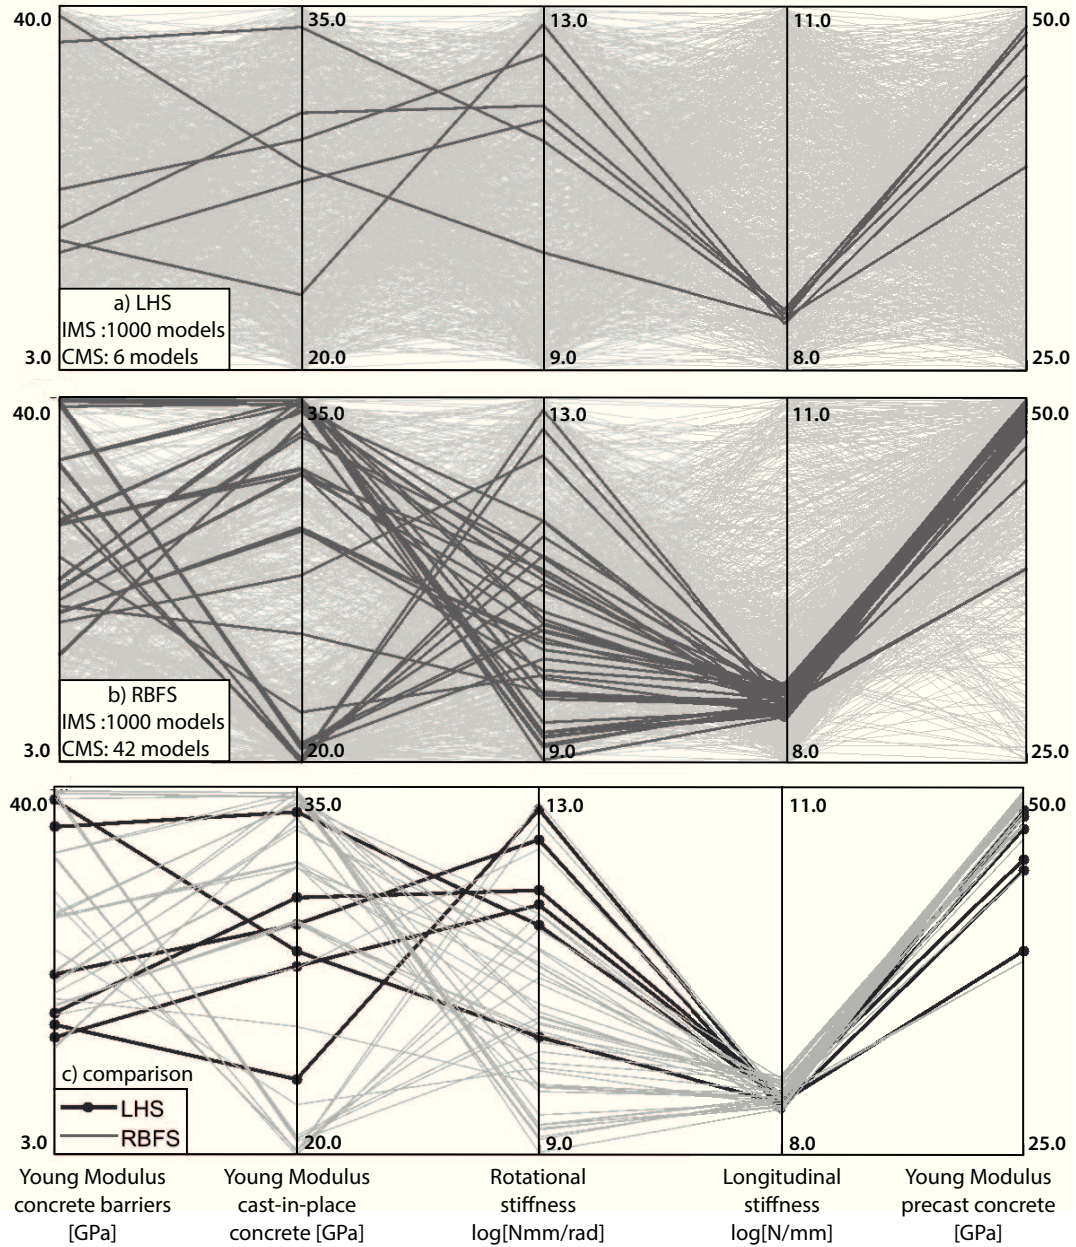 40.0
35.0
13.0
11.0
50.0
a) LHS
IMS :1000 models
CMS: 6 models
3.0
20.0
9.0
8.0
25.0
40.0
35.0
13.0
11.0
50.0
b) RBFS
IMS :1000 models
CMS: 42 models
3.0
20.0
9.0
8.0
25.0
40.0
35.0
13.0
11.0
50.0
c) comparison
LHS
RBFS
3.0
20.0
9.0
8.0
25.0
Young Modulus
concrete barriers
[GPa]
Young Modulus
cast-in-place
concrete [GPa]
Rotational
stiffness
log[Nmm/rad)
Longitudinal
stiffness
log[N/mm)
Young Modulus
precast concrete
[GPa]